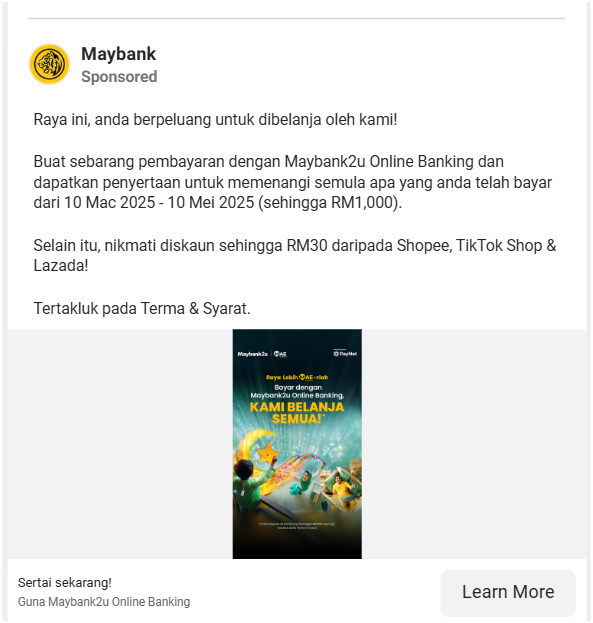 Maybank
Sponsored
Raya ini, anda berpeluang untuk dibelanja oleh kami!
Buat sebarang pembayaran dengan Maybank2u Online Banking dan
dapatkan penyertaan untuk memenangi semula apa yang anda telah bayar
dari 10 Mac 2025 - 10 Mei 2025 (sehingga RM1,000).
Selain itu, nikmati diskaun sehingga RM30 daripada Shopee, TikTok Shop &
Lazada!
Tertakluk pada Terma & Syarat.
Maybank2u MAE PayNet
Raya Lebih MAE-riah
Bayar dengan
Maybank2u Online Banking,
KAMI BELANJA
SEMUA!*
Sertai sekarang!
Guna Maybank2u Online Banking
Learn More